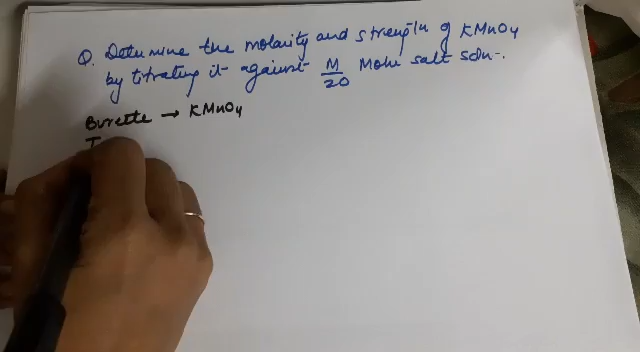 Q. Determine the molarity and strength of KMnO4
by titrating it against M/20 Mohr salt soln.
Burette → KMnO4
T